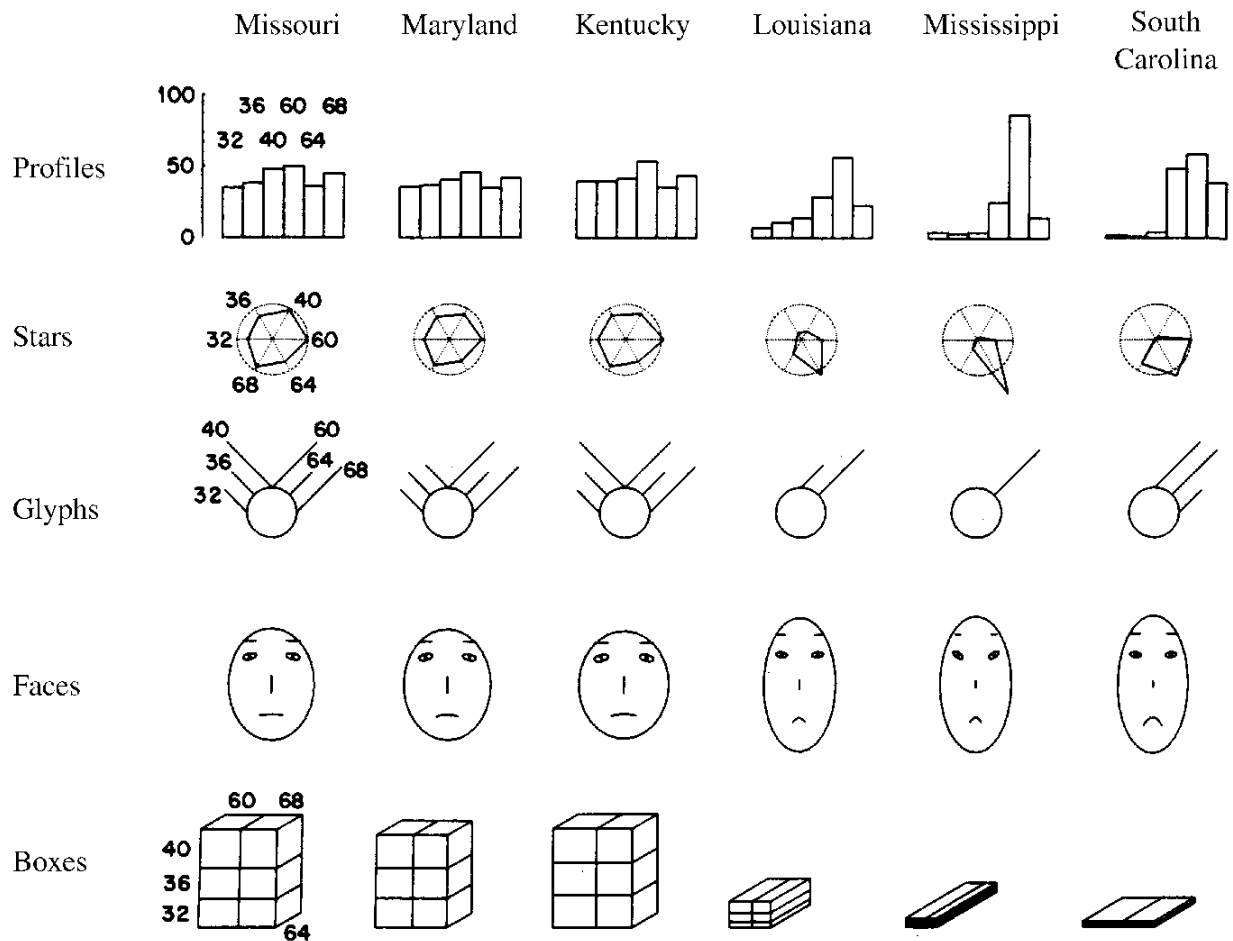 Missouri Maryland Kentucky Louisiana Mississippi South Carolina
Profiles
100
36 60 68
32 40 64
50
0
Stars
36 40
32 60
68 64
Glyphs
40 60
36 64 68
32
Faces
Boxes
60 68
40
36
32
64